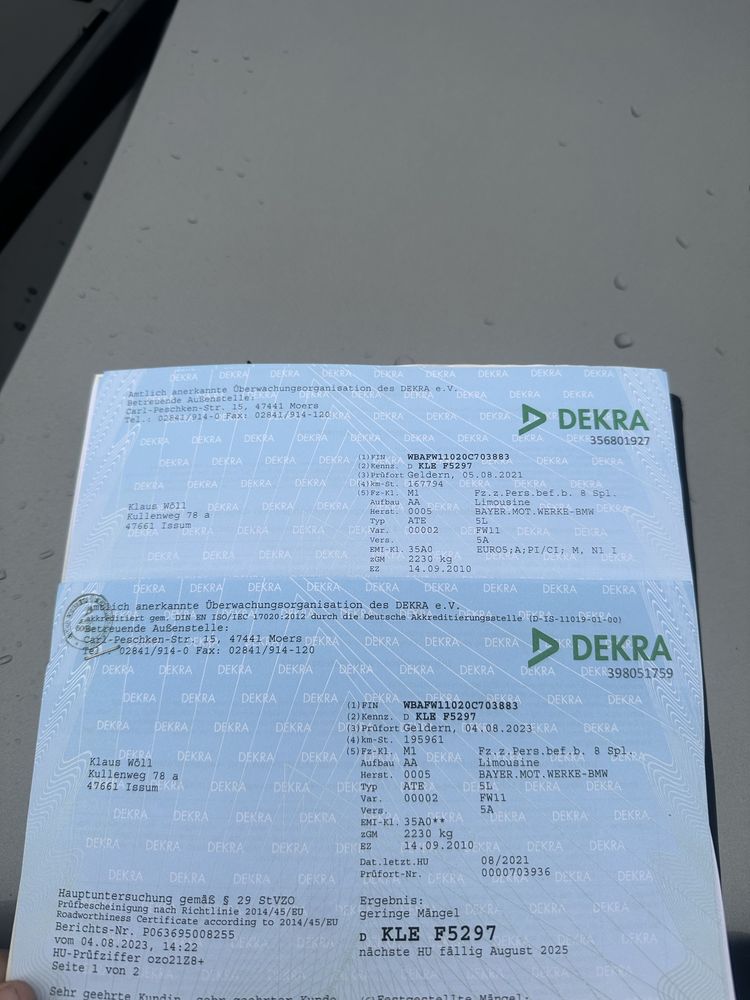 Amtlich anerkannte Überwachungsorganisation des DEKRA e.V.
Betreuende Außenstelle:
Carl-Peschken-Str. 15, 47441 Moers
Tel.: 02841/914-0 Fax: 02841/914-120
DEKRA
356801927
(1)FIN WBAFW11020C703883
(2)Kennz. D KLE F5297
(3)Prüfort Geldern, 05.08.2021
(4)km-St. 167794
(5)Fz-Kl. M1 Fz.z.Pers.bef.b. 8 Spl.
Aufbau AA Limousine
Herst. 0005 BAYER.MOT.WERKE-BMW
Typ ATE 5L
Var. 00002 FW11
Vers. 5A
EMI-Kl. 35A0 EURO5;A;PI/CI; M, N1 I
zGM 2230 kg
EZ 14.09.2010
Klaus Wöll
Kullenweg 78 a
47661 Issum
Amtlich anerkannte Überwachungsorganisation des DEKRA e.V.
Akkreditiert gem. DIN EN ISO/IEC 17020:2012 durch die Deutsche Akkreditierungsstelle (D-IS-11019-01-00)
Betreuende Außenstelle:
Carl-Peschken-Str. 15, 47441 Moers
Tel.: 02841/914-0 Fax: 02841/914-120
DEKRA
398051759
(1)FIN WBAFW11020C703883
(2)Kennz. D KLE F5297
(3)Prüfort Geldern, 04.08.2023
(4)km-St. 195961
(5)Fz-Kl. M1 Fz.z.Pers.bef.b. 8 Spl.
Aufbau AA Limousine
Herst. 0005 BAYER.MOT.WERKE-BMW
Typ ATE 5L
Var. 00002 FW11
Vers. 5A
EMI-Kl. 35A0**
zGM 2230 kg
EZ 14.09.2010
Dat.letzt.HU 08/2021
Prüfort-Nr. 0000703936
Klaus Wöll
Kullenweg 78 a
47661 Issum
Hauptuntersuchung gemäß § 29 StVZO
Prüfbescheinigung nach Richtlinie 2014/45/EU
Roadworthiness Certificate according to 2014/45/EU
Berichts-Nr. P063695008255
vom 04.08.2023, 14:22
HU-Prüfziffer ozo21Z8+
Seite 1 von 2
Ergebnis:
geringe Mängel
D KLE F5297
nächste HU fällig August 2025
Sehr geehrte Kundin, sehr geehrter Kunde
(6)Festgestellte Mängel: